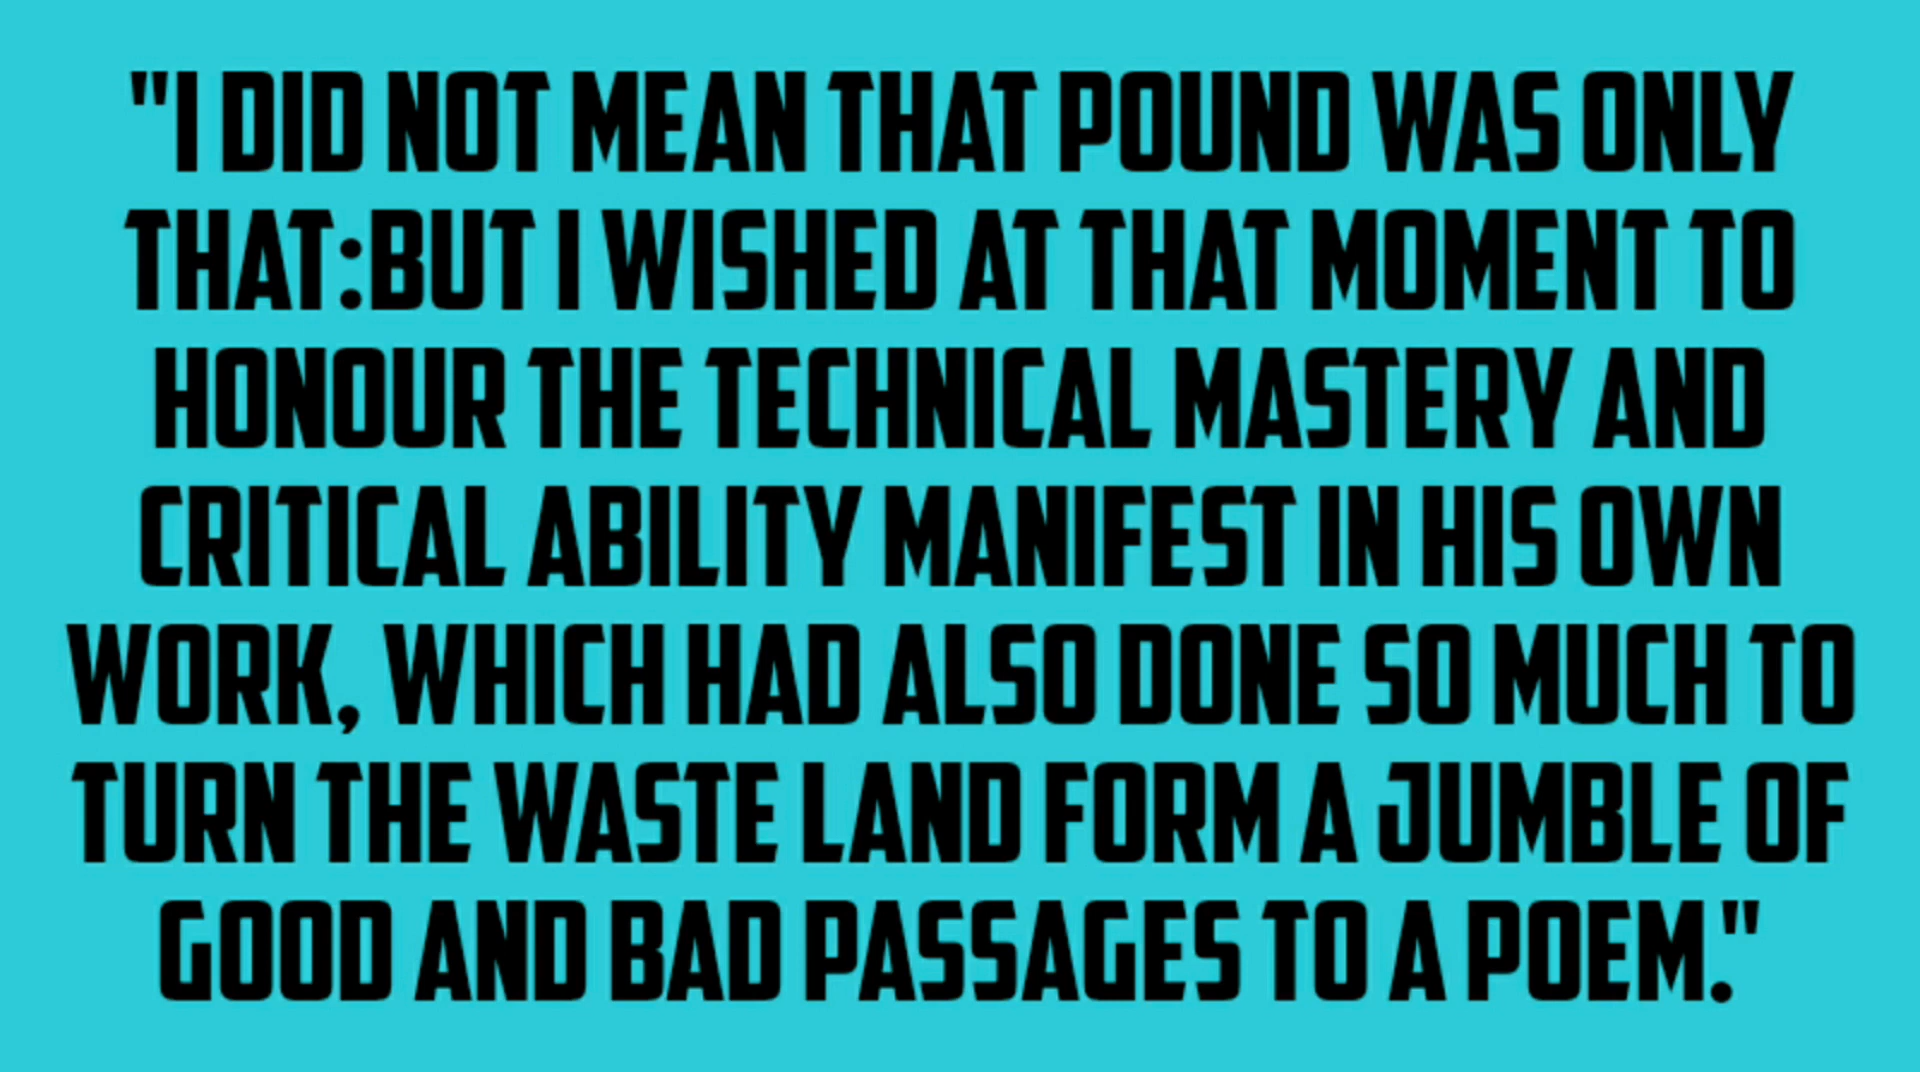 "I DID NOT MEAN THAT POUND WAS ONLY
THAT:BUT I WISHED AT THAT MOMENT TO
HONOUR THE TECHNICAL MASTERY AND
CRITICAL ABILITY MANIFEST IN HIS OWN
WORK, WHICH HAD ALSO DONE SO MUCH TO
TURN THE WASTE LAND FORM A JUMBLE OF
GOOD AND BAD PASSAGES TO A POEM."